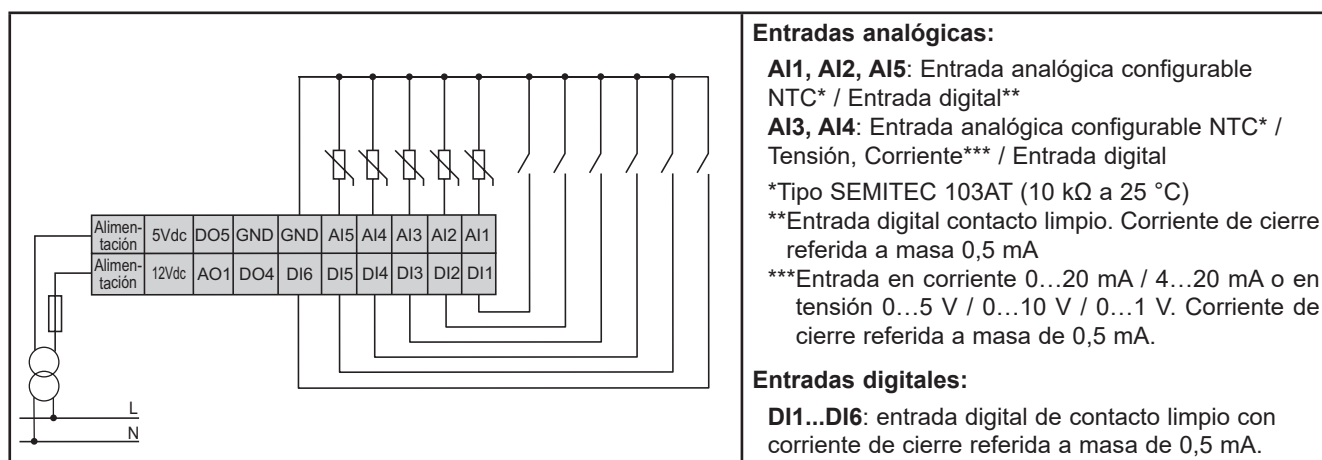 Alimen-
tación
5Vdc DO5 GND GND AI5 AI4 AI3 AI2 AI1
Alimen-
tación
12Vdc AO1 DO4 DI6 DI5 DI4 DI3 DI2 DI1
L
N
Entradas analógicas:
AI1, AI2, AI5: Entrada analógica configurable
NTC* / Entrada digital**
AI3, AI4: Entrada analógica configurable NTC* /
Tensión, Corriente*** / Entrada digital
*Tipo SEMITEC 103AT (10 kΩ a 25 °C)
**Entrada digital contacto limpio. Corriente de cierre
referida a masa 0,5 mA
***Entrada en corriente 0…20 mA / 4…20 mA o en
tensión 0…5 V / 0…10 V / 0…1 V. Corriente de
cierre referida a masa de 0,5 mA.
Entradas digitales:
DI1...DI6: entrada digital de contacto limpio con
corriente de cierre referida a masa de 0,5 mA.